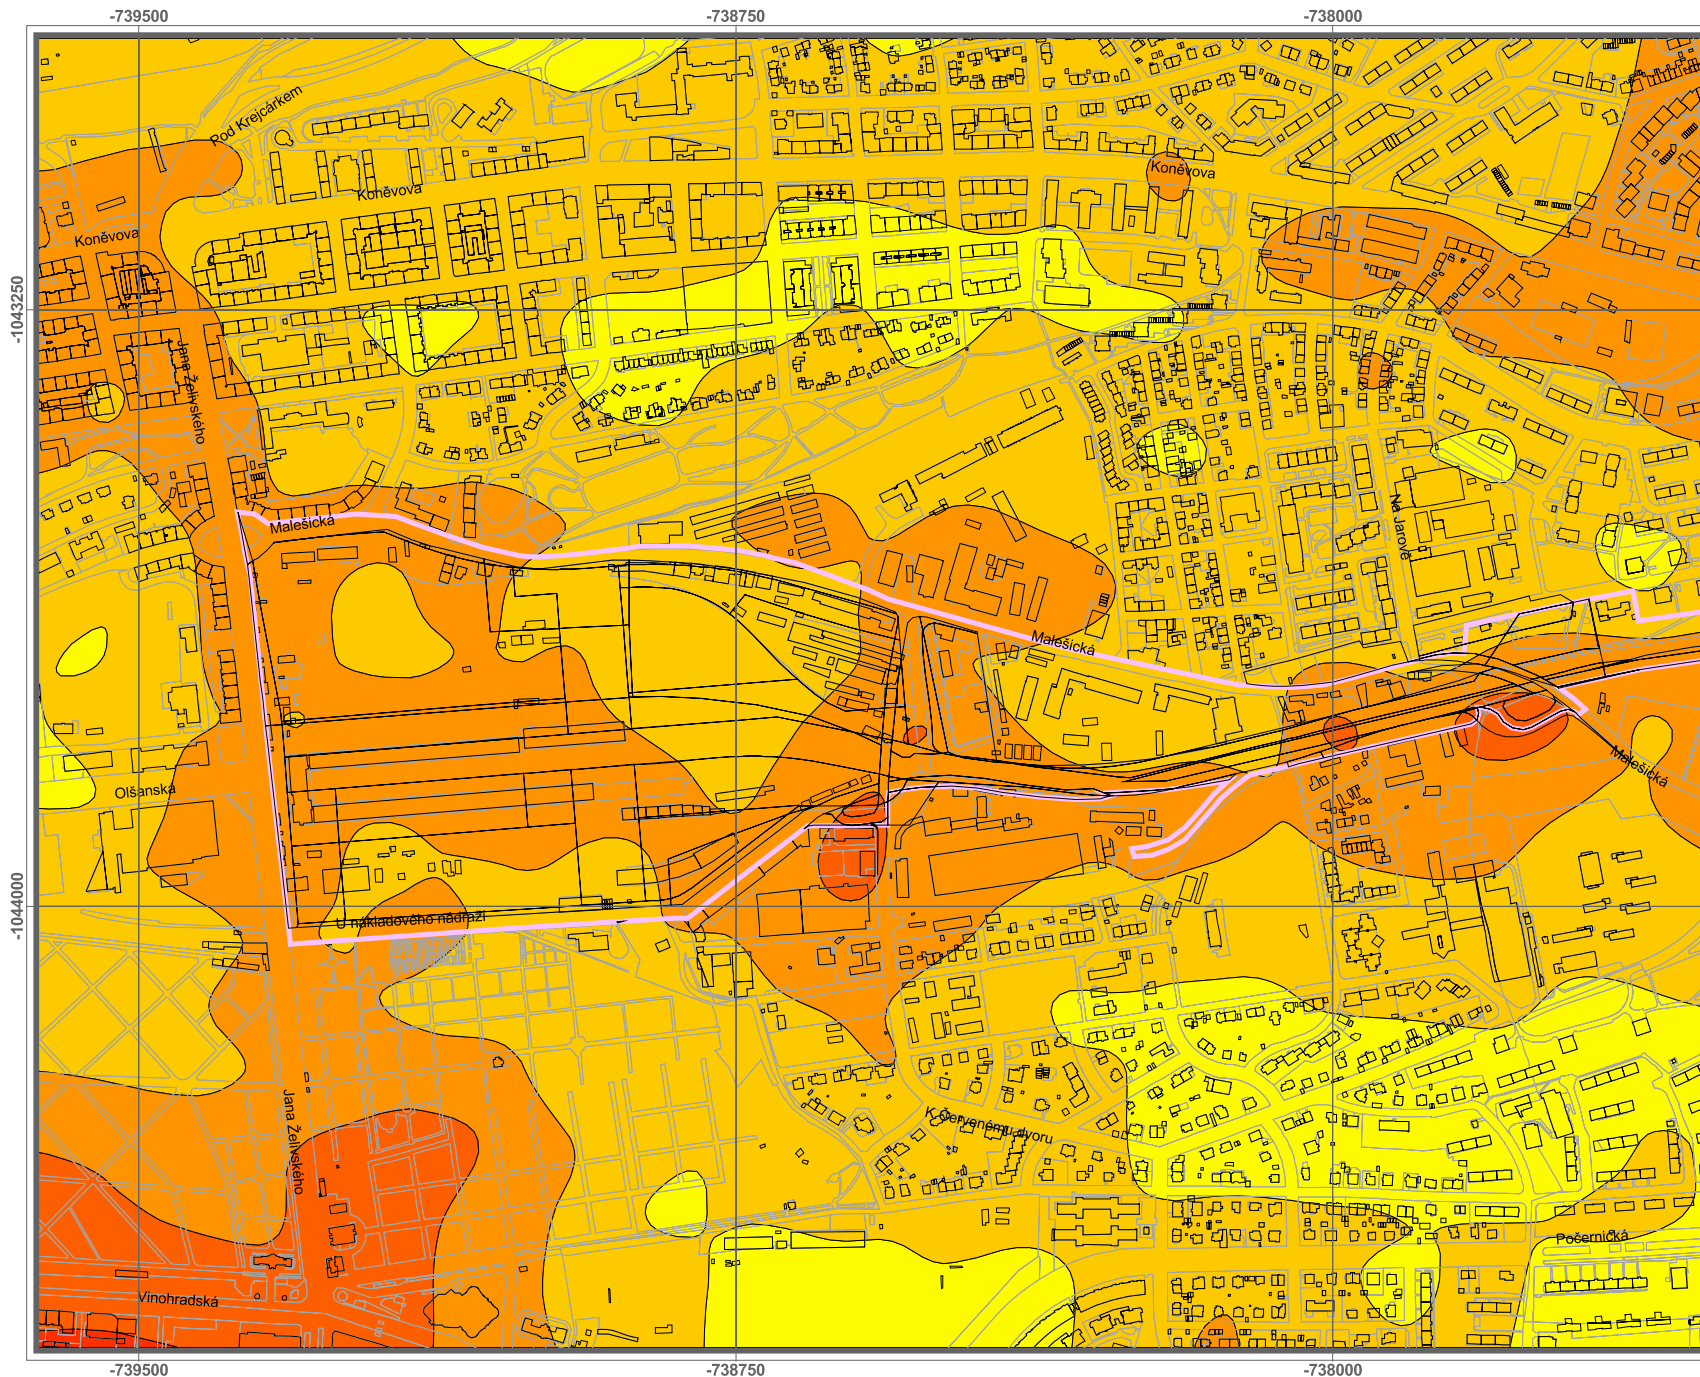 -739500 -738750 -738000
Pod Krejcárkem
Koněvova
Koněvova
Koněvova
-1043250
Jana Želivského
Malešická
Na Jarově
Malešická
Malešická
Olšanská
-1044000
U nákladového nádraží
Jana Želivského
K Červenému dvoru
Počernická
Vinohradská
-739500 -738750 -738000